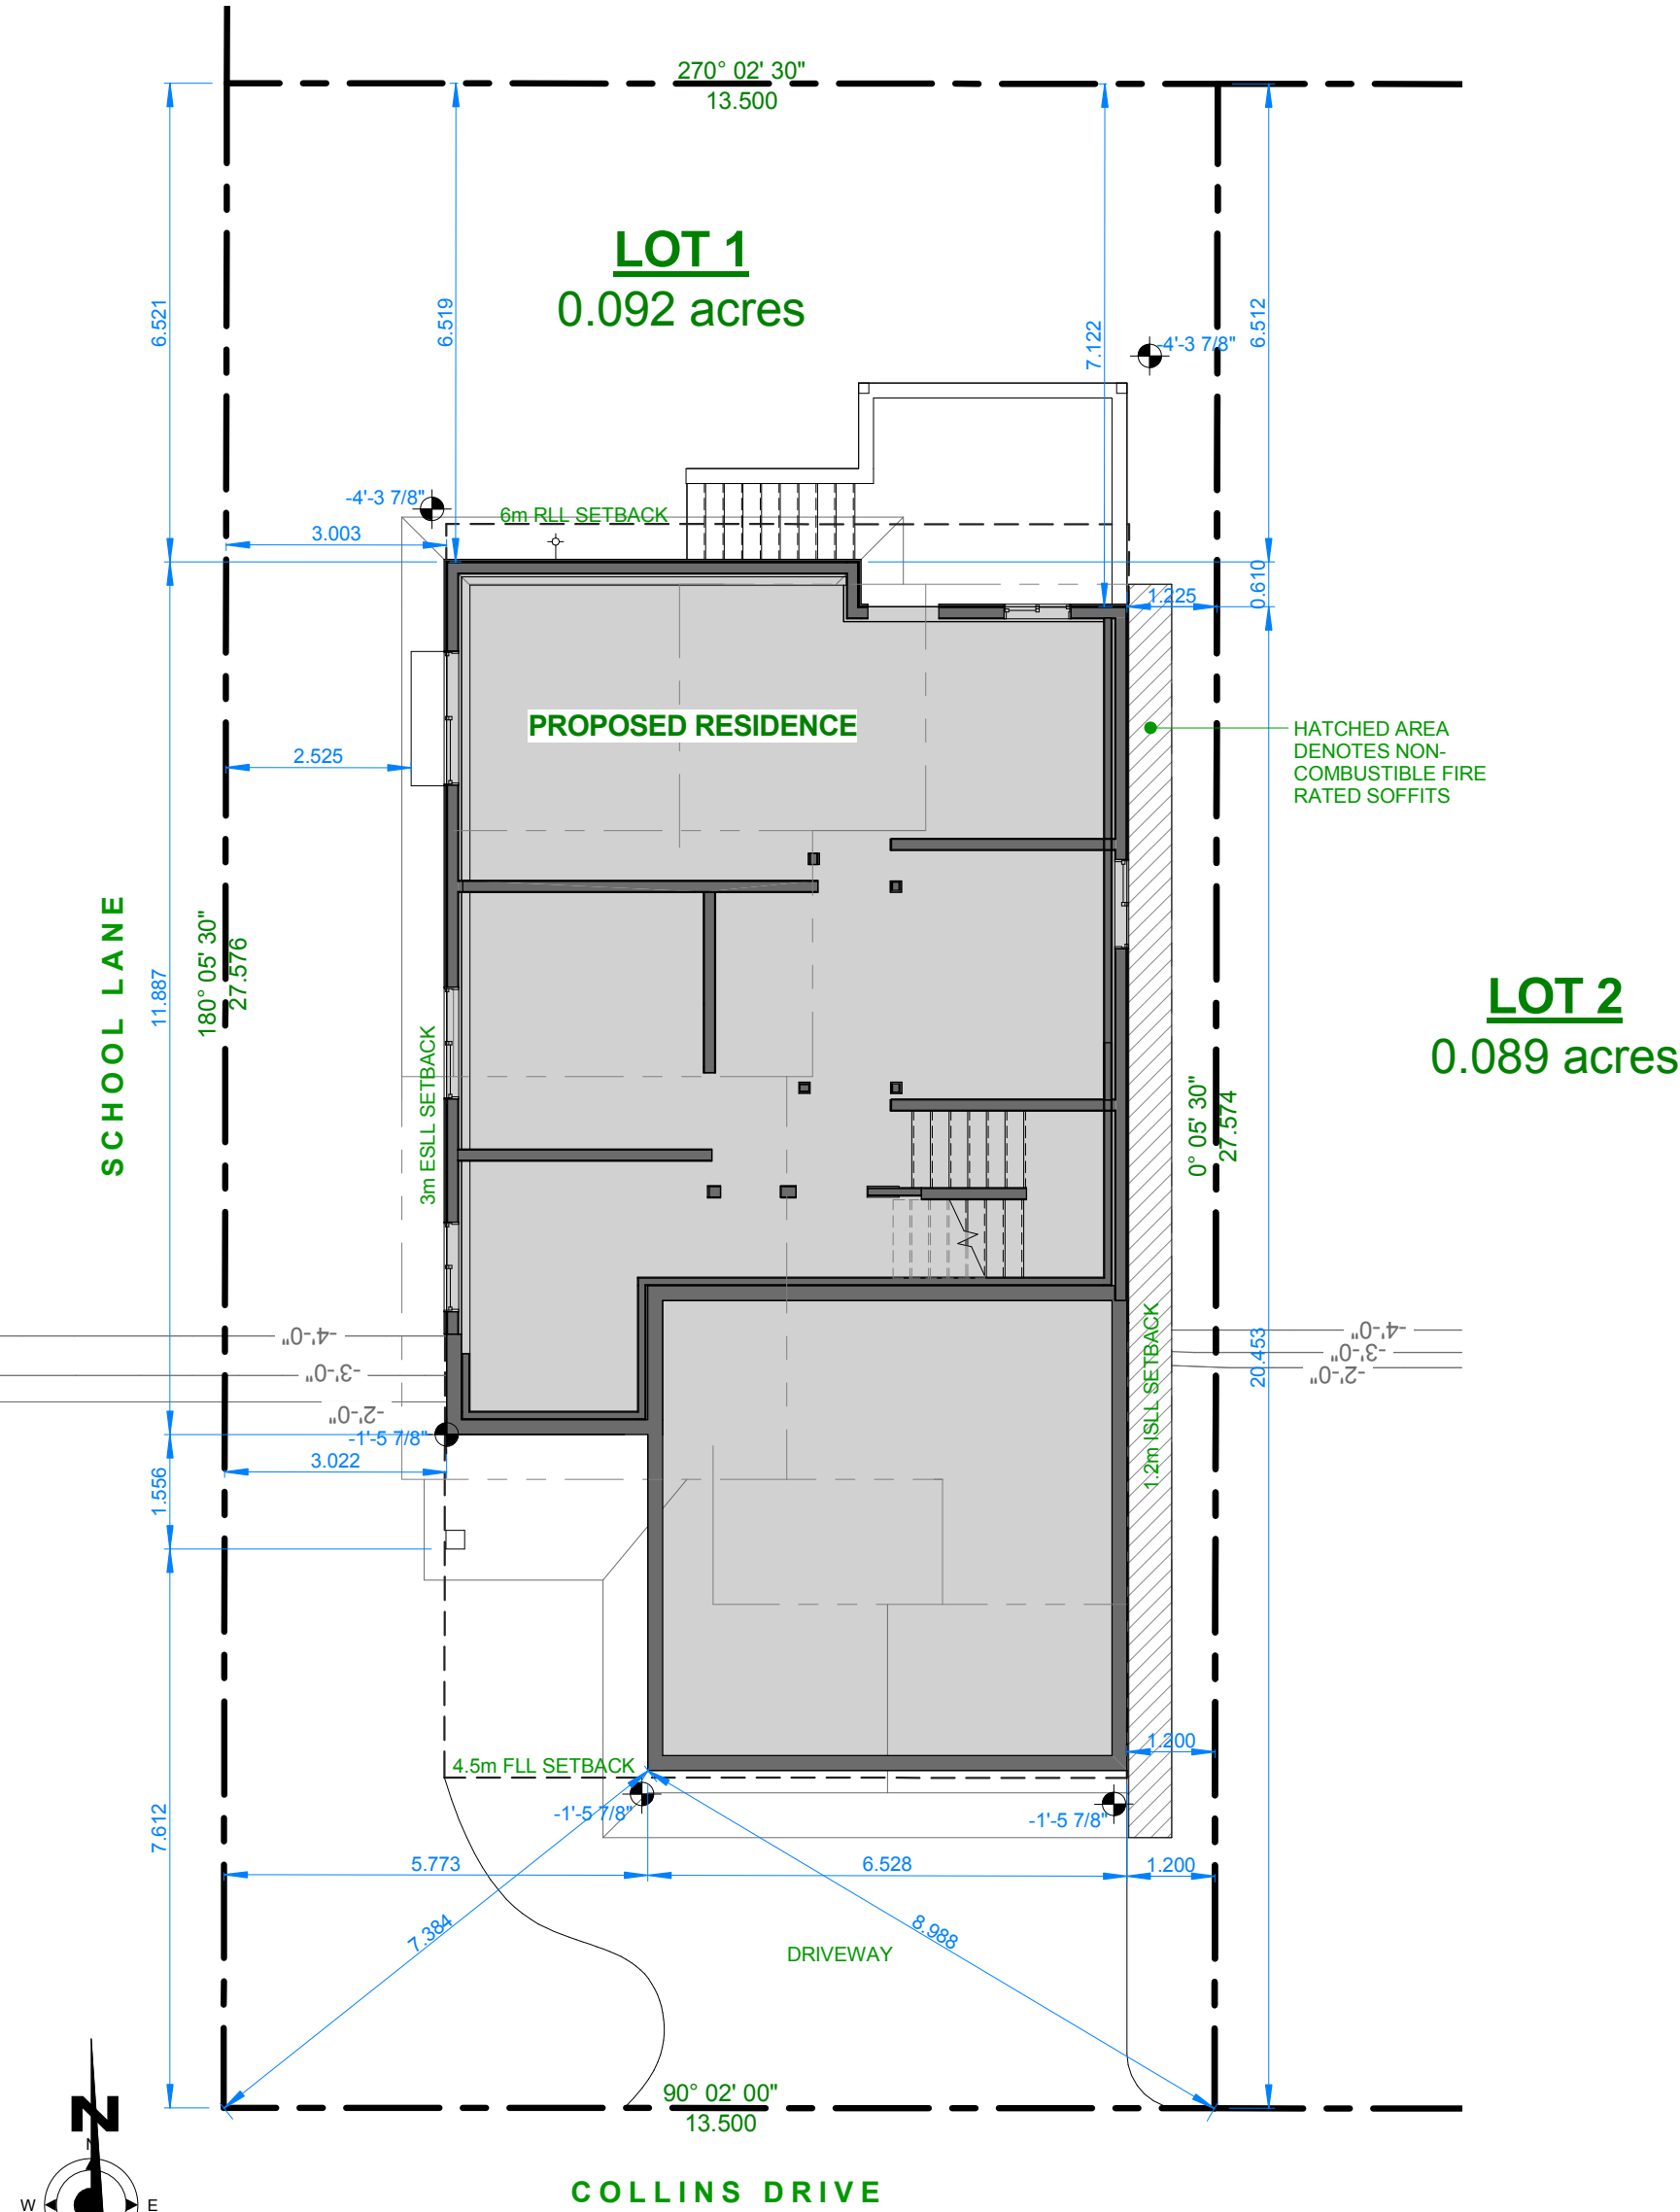 270° 02' 30"
13.500
LOT 1
0.092 acres
6.521
6.519
7.122
6.512
-4'-3 7/8"
-4'-3 7/8"
6m RLL SETBACK
3.003
0.610
1.225
PROPOSED RESIDENCE
HATCHED AREA
DENOTES NON-
COMBUSTIBLE FIRE
RATED SOFFITS
2.525
SCHOOL LANE
11.887
180° 05' 30"
27.576
3m ESLL SETBACK
LOT 2
0.089 acres
0° 05' 30"
27.574
-4'-0"
-3'-0"
-2'-0"
-4'-0"
-3'-0"
-2'-0"
20.453
1.2m ISLL SETBACK
-1'-5 7/8"
3.022
1.556
1.200
4.5m FLL SETBACK
-1'-5 7/8"
-1'-5 7/8"
7.612
5.773
6.528
1.200
7.384
8.988
DRIVEWAY
90° 02' 00"
13.500
N
N
W
E
COLLINS DRIVE